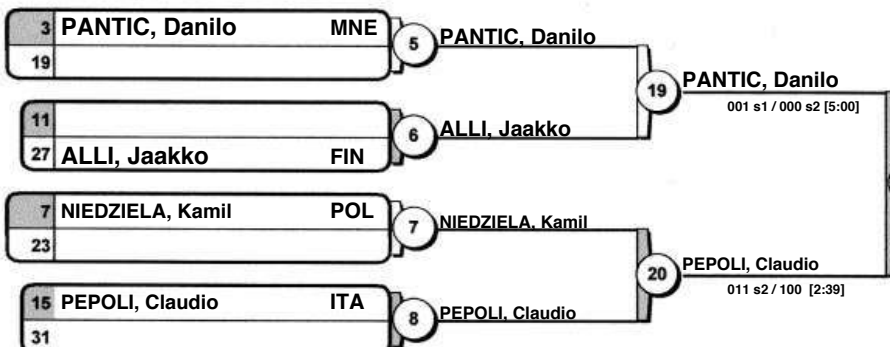 3 PANTIC, Danilo MNE
19
5 PANTIC, Danilo
19 PANTIC, Danilo
001 s1 / 000 s2 [5:00]
11
27 ALLI, Jaakko FIN
6 ALLI, Jaakko
7 NIEDZIELA, Kamil POL
23
7 NIEDZIELA, Kamil
20 PEPOLI, Claudio
011 s2 / 100 [2:39]
15 PEPOLI, Claudio ITA
31
8 PEPOLI, Claudio